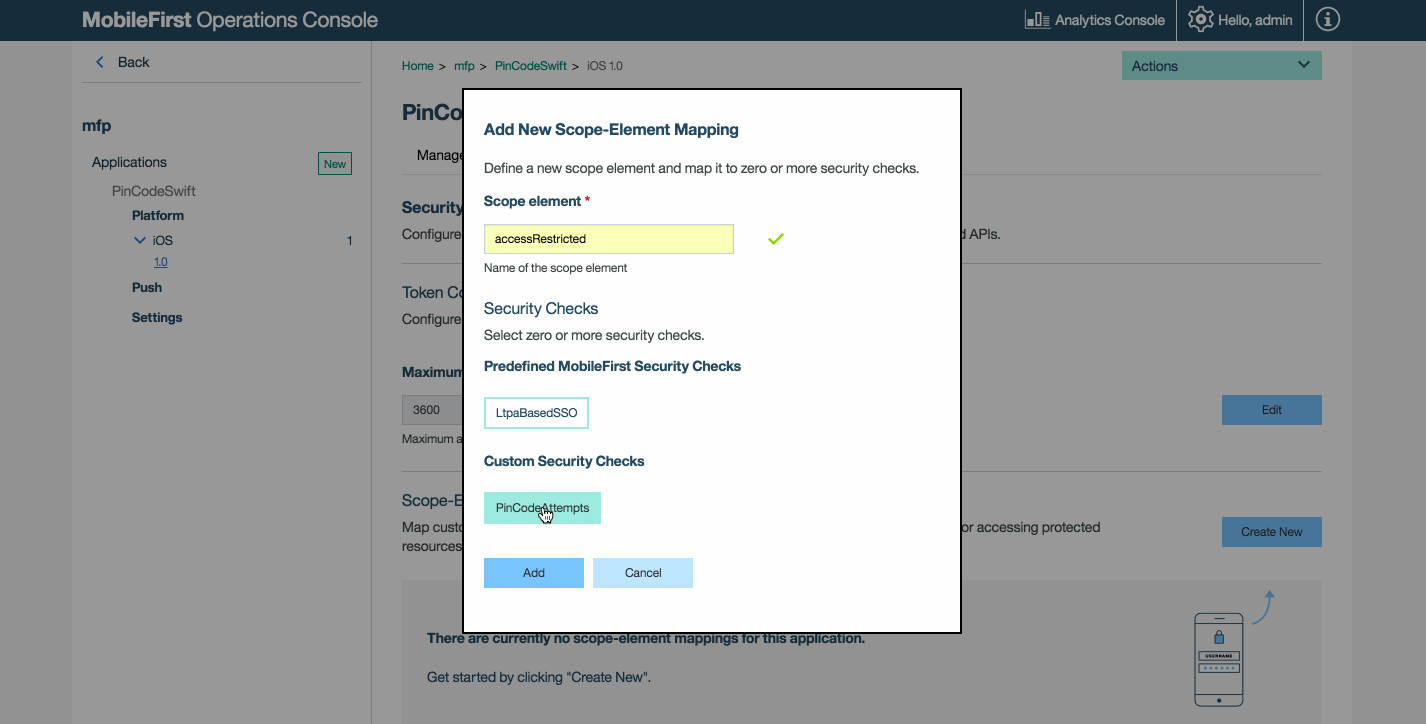 MobileFirst Operations Console
Analytics Console
Hello, admin
Back
mfp
Applications
New
PinCodeSwift
Platform
iOS
1
1.0
Push
Settings
Home > mfp > PinCodeSwift > iOS 1.0
Actions
PinCo
Manage
Security
Configure
d APIs.
Token Co
Configure
Maximum
3600
Maximum a
Edit
Scope-E
Map custo
or accessing protected
resources
Create New
Add New Scope-Element Mapping
Define a new scope element and map it to zero or more security checks.
Scope element *
accessRestricted
Name of the scope element
Security Checks
Select zero or more security checks.
Predefined MobileFirst Security Checks
LtpaBasedSSO
Custom Security Checks
PinCodeAttempts
Add
Cancel
There are currently no scope-element mappings for this application.
Get started by clicking "Create New".
USERNAME